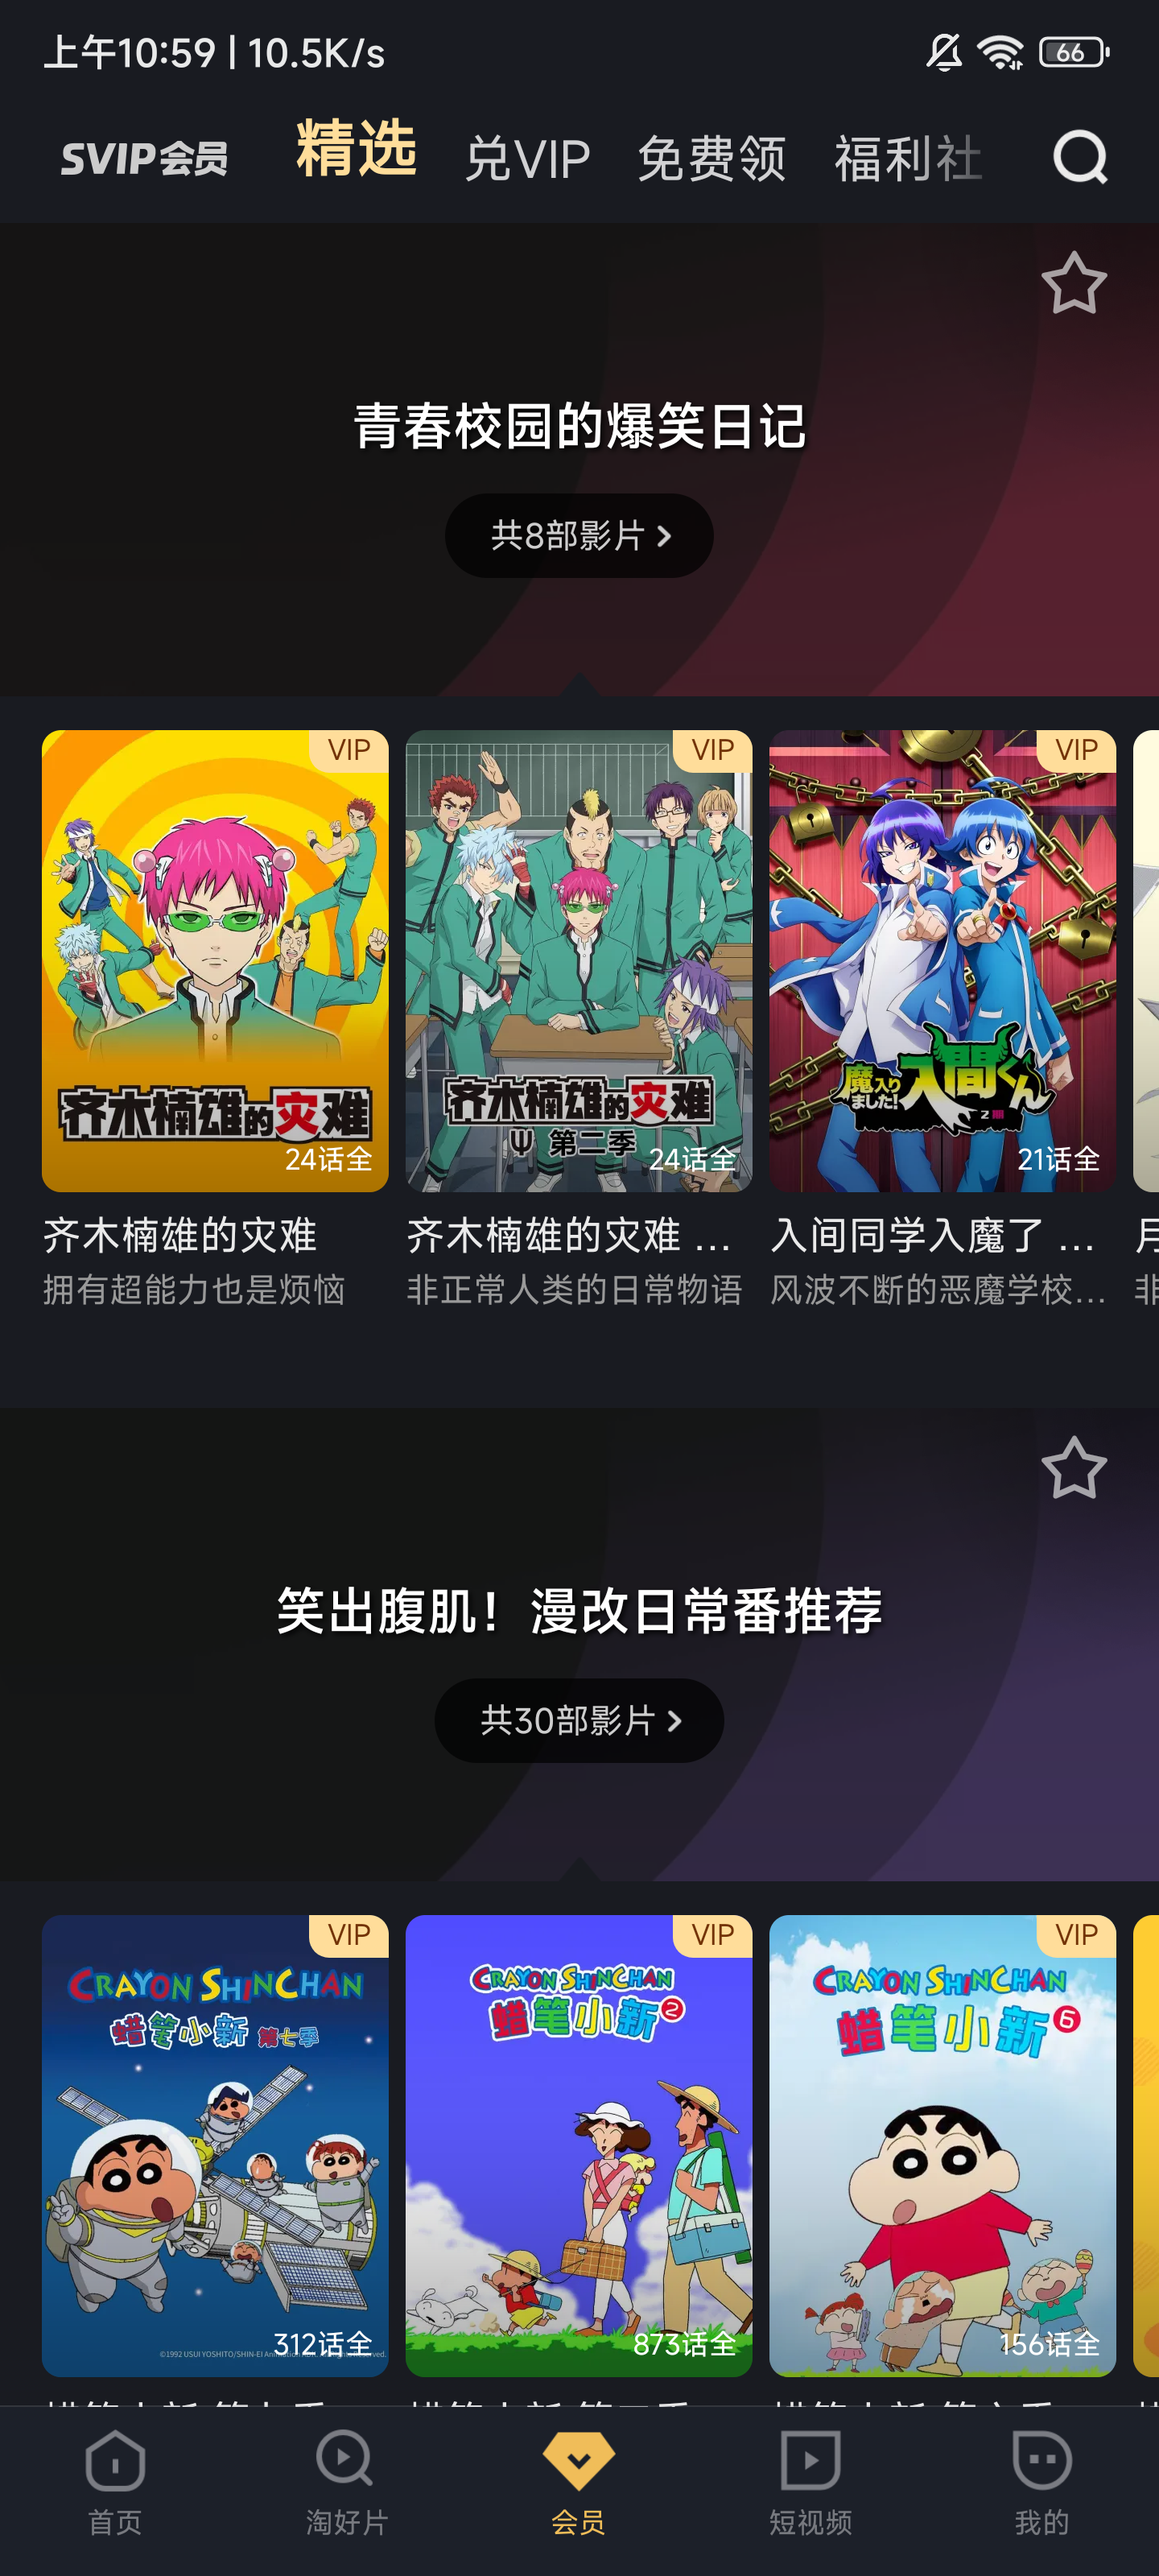 上午10:59 | 10.5K/s
66
SVIP会员
精选
兑VIP
免费领
福利社
青春校园的爆笑日记
共8部影片
VIP
VIP
VIP
齐木楠雄的灾难
24话全
齐木楠雄的灾难
Ψ 第二季
24话全
魔入りました!
入間くん
2期
21话全
齐木楠雄的灾难
齐木楠雄的灾难 ...
入间同学入魔了 ...
拥有超能力也是烦恼
非正常人类的日常物语
风波不断的恶魔学校...
笑出腹肌！漫改日常番推荐
共30部影片
VIP
VIP
VIP
CRAYON SHINCHAN
蜡笔小新 第七季
312话全
CRAYON SHINCHAN
蜡笔小新 2
873话全
CRAYON SHINCHAN
蜡笔小新 6
156话全
首页
淘好片
会员
短视频
我的